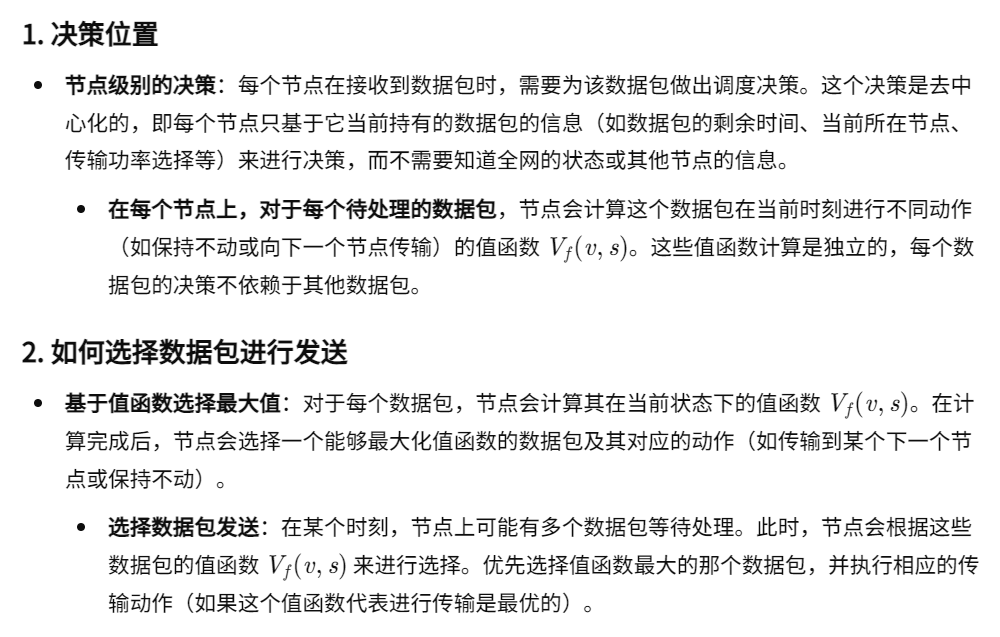 1. 决策位置
• 节点级别的决策：每个节点在接收到数据包时，需要为该数据包做出调度决策。这个决策是去中
心化的，即每个节点只基于它当前持有的数据包的信息（如数据包的剩余时间、当前所在节点、
传输功率选择等）来进行决策，而不需要知道全网的状态或其他节点的信息。
• 在每个节点上，对于每个待处理的数据包，节点会计算这个数据包在当前时刻进行不同动作
（如保持不动或向下一个节点传输）的值函数 V_f(v, s)。这些值函数计算是独立的，每个数
据包的决策不依赖于其他数据包。
2. 如何选择数据包进行发送
• 基于值函数选择最大值：对于每个数据包，节点会计算其在当前状态下的值函数 V_f(v, s)。在计
算完成后，节点会选择一个能够最大化值函数的数据包及其对应的动作（如传输到某个下一个节
点或保持不动）。
• 选择数据包发送：在某个时刻，节点上可能有多个数据包等待处理。此时，节点会根据这些
数据包的值函数 V_f(v, s) 来进行选择。优先选择值函数最大的那个数据包，并执行相应的传
输动作（如果这个值函数代表进行传输是最优的）。